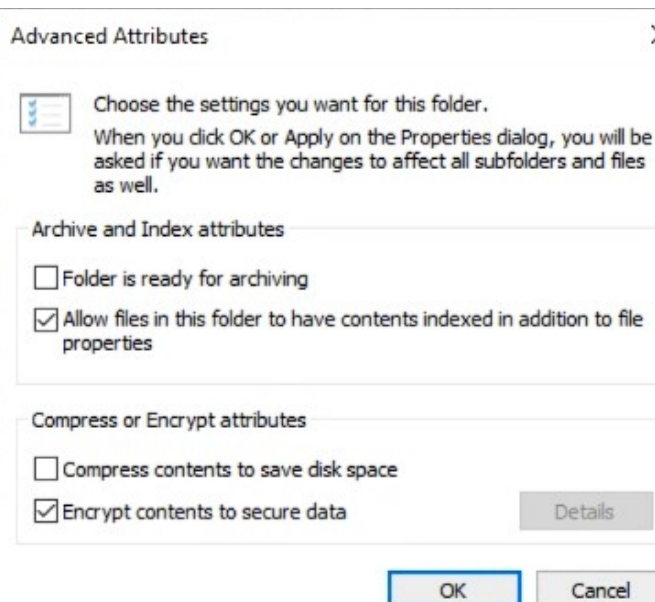 Advanced Attributes
Choose the settings you want for this folder.
When you click OK or Apply on the Properties dialog, you will be
asked if you want the changes to affect all subfolders and files
as well.
Archive and Index attributes
Folder is ready for archiving
Allow files in this folder to have contents indexed in addition to file
properties
Compress or Encrypt attributes
Compress contents to save disk space
Encrypt contents to secure data
Details
OK
Cancel